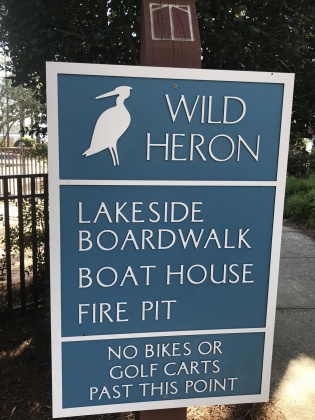 WILD
HERON
LAKESIDE
BOARDWALK
BOAT HOUSE
FIRE PIT
NO BIKES OR
GOLF CARTS
PAST THIS POINT